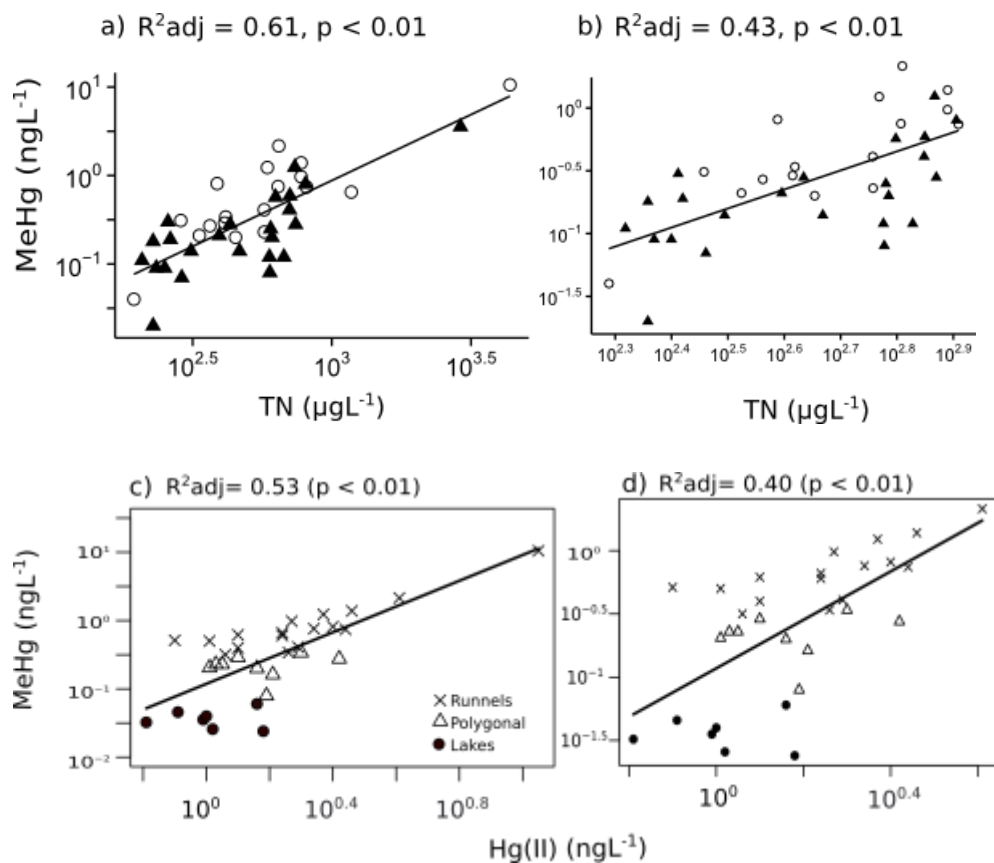 a) R²adj = 0.61, p < 0.01
b) R²adj = 0.43, p < 0.01
MeHg (ngL⁻¹)
10¹
10⁰
10⁻¹
10²·⁵
10³
10³·⁵
TN (µgL⁻¹)
10⁰
10⁻⁰·⁵
10⁻¹
10⁻¹·⁵
10²·³
10²·⁴
10²·⁵
10²·⁶
10²·⁷
10²·⁸
10²·⁹
TN (µgL⁻¹)
c) R²adj= 0.53 (p < 0.01)
d) R²adj= 0.40 (p < 0.01)
MeHg (ngL⁻¹)
10¹
10⁰
10⁻¹
10⁻²
Runnels
Polygonal
Lakes
10⁰
10⁰·⁴
10⁰·⁸
10⁰
10⁻⁰·⁵
10⁻¹
10⁻¹·⁵
10⁰
10⁰·⁴
Hg(II) (ngL⁻¹)